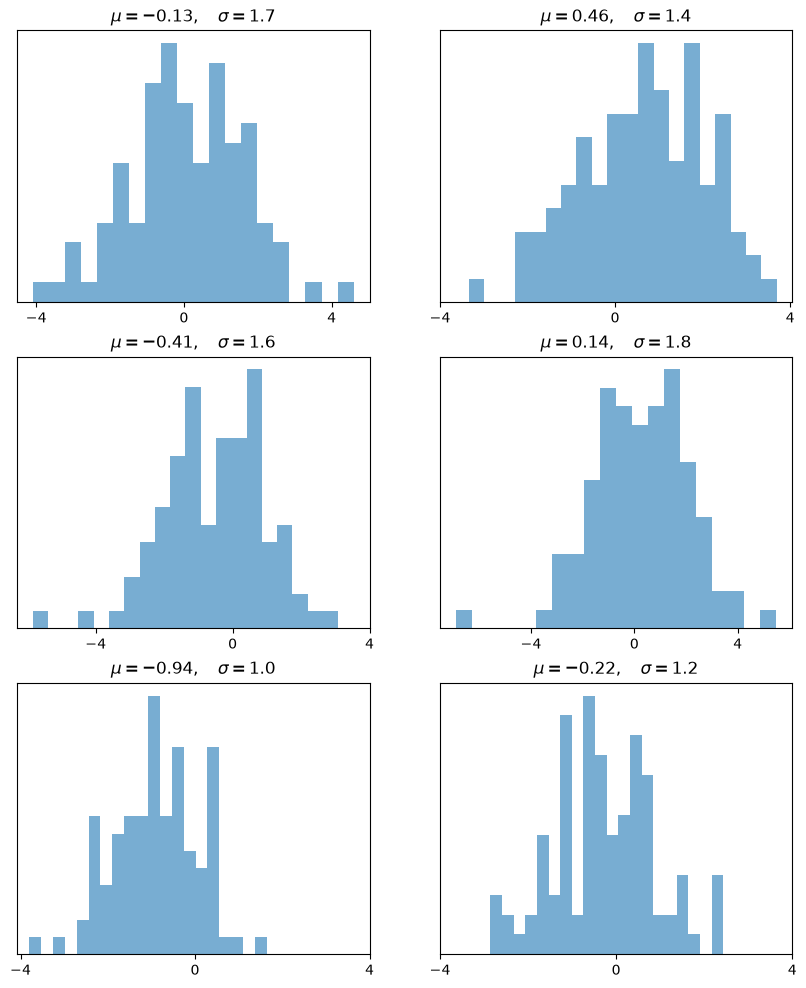 μ = −0.13, σ = 1.7
μ = 0.46, σ = 1.4
−4 0 4
−4 0 4
μ = −0.41, σ = 1.6
μ = 0.14, σ = 1.8
−4 0 4
−4 0 4
μ = −0.94, σ = 1.0
μ = −0.22, σ = 1.2
−4 0 4
−4 0 4